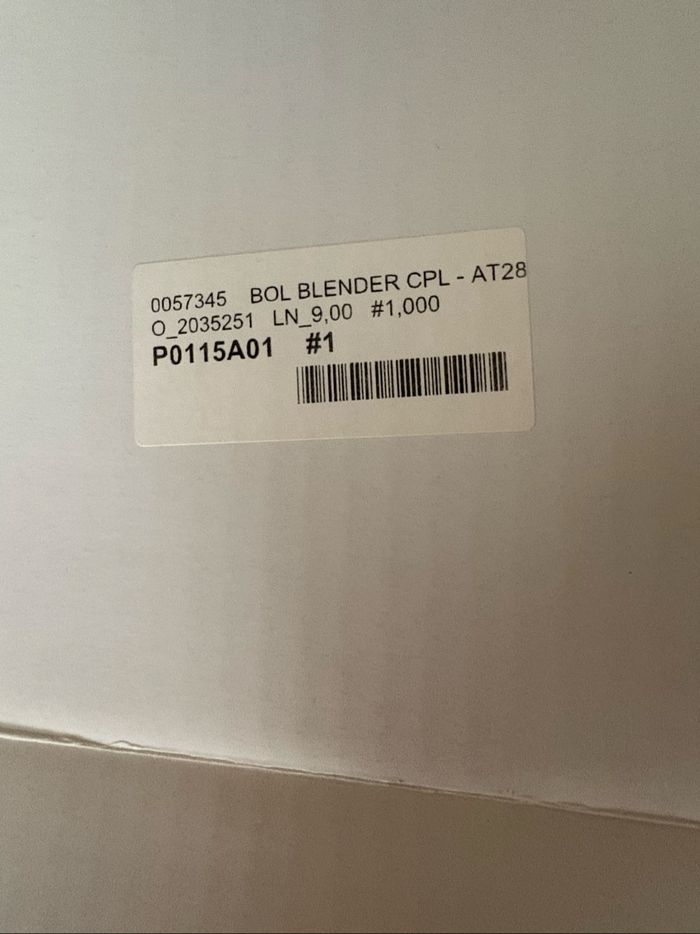 0057345 BOL BLENDER CPL - AT28
O_2035251 LN_9,00 #1,000
P0115A01 #1